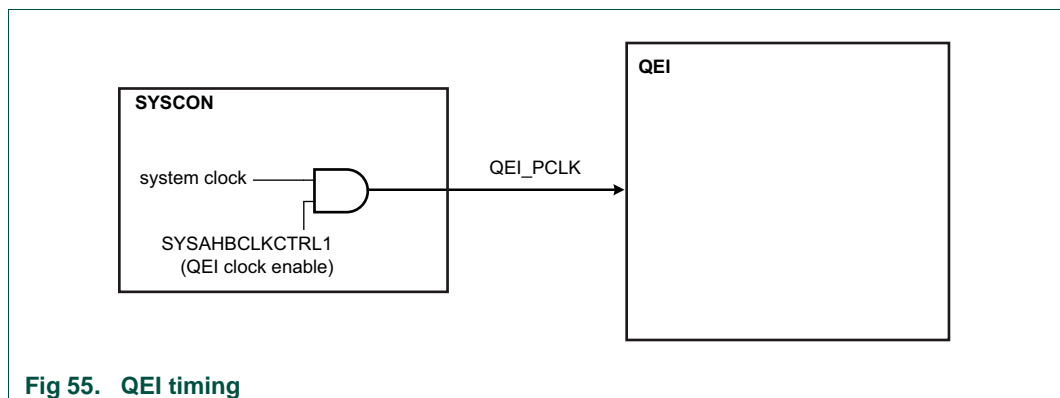 SYSCON
system clock
SYSAHBCLKCTRL1
(QEI clock enable)
QEI_PCLK
QEI
Fig 55. QEI timing